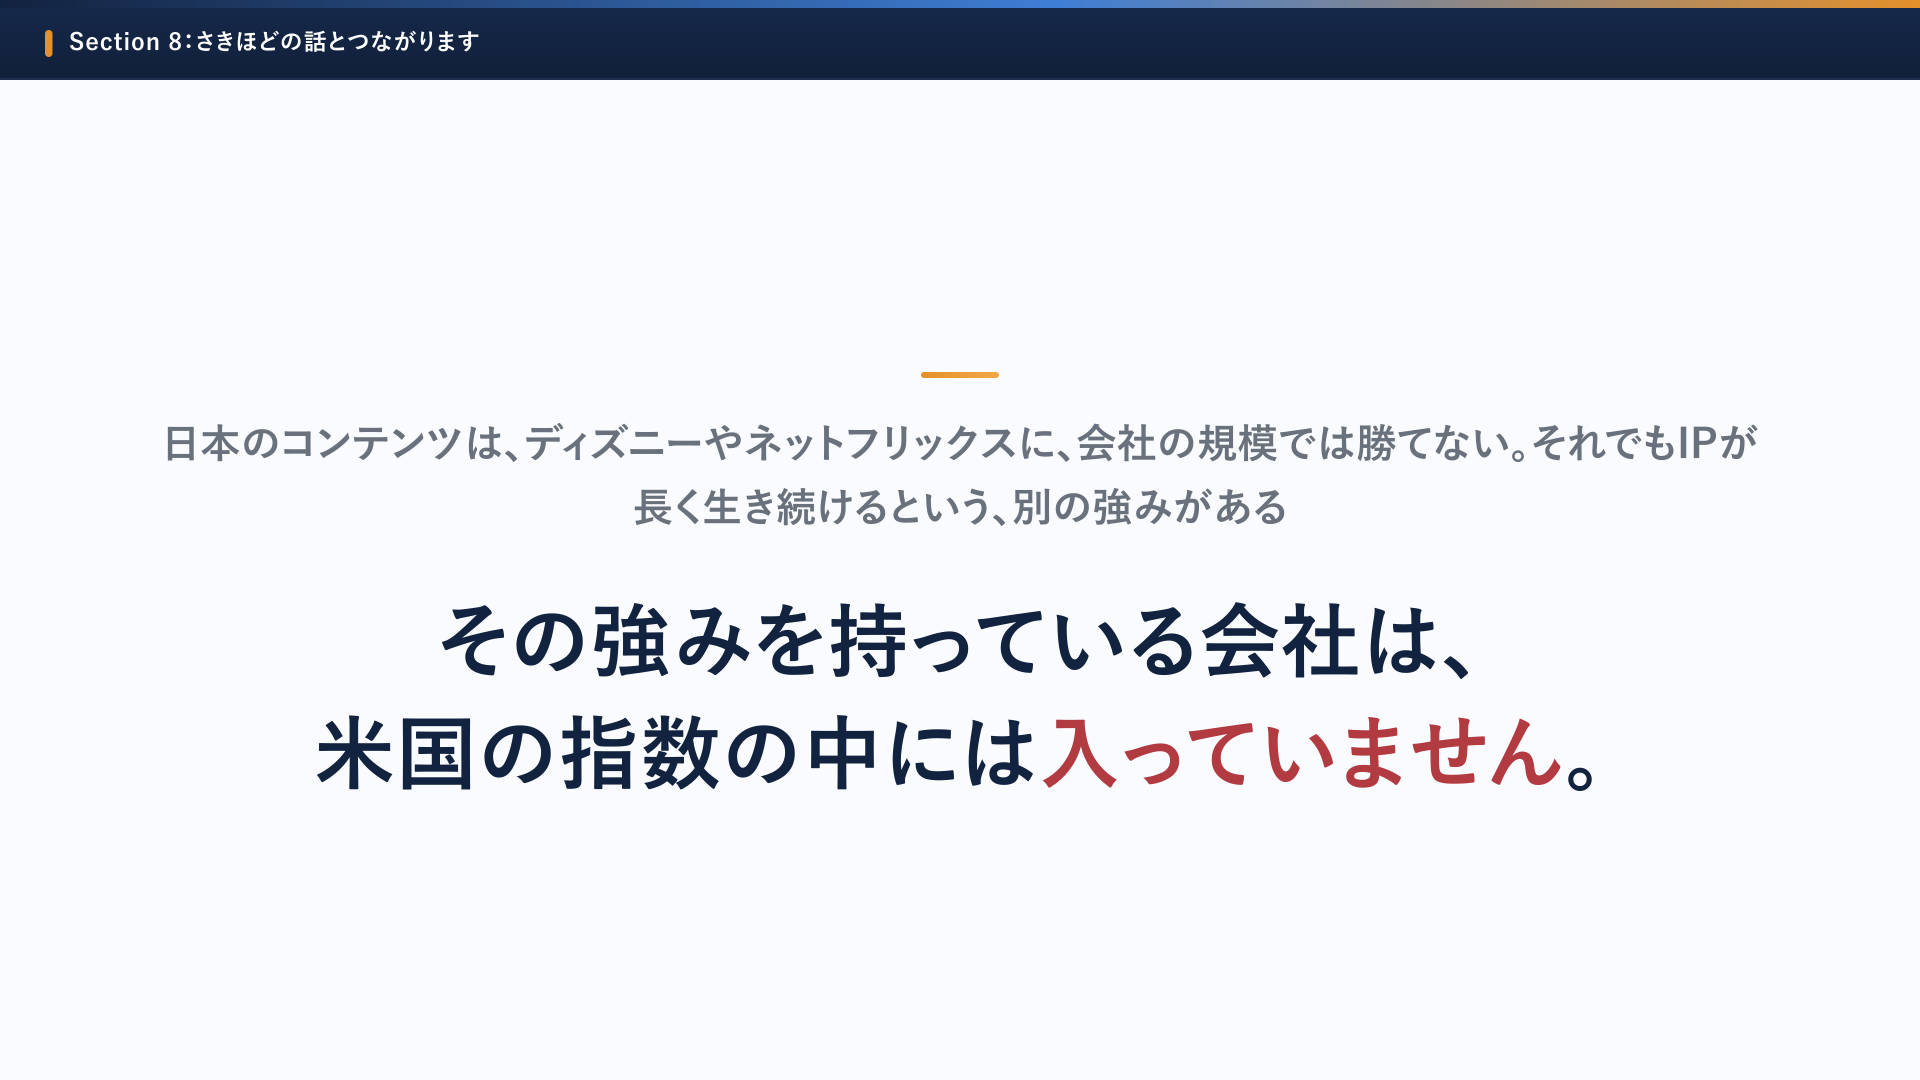 Section 8：さきほどの話とつながります
日本のコンテンツは、ディズニーやネットフリックスに、会社の規模では勝てない。それでもIPが
長く生き続けるという、別の強みがある
その強みを持っている会社は、
米国の指数の中には入っていません。